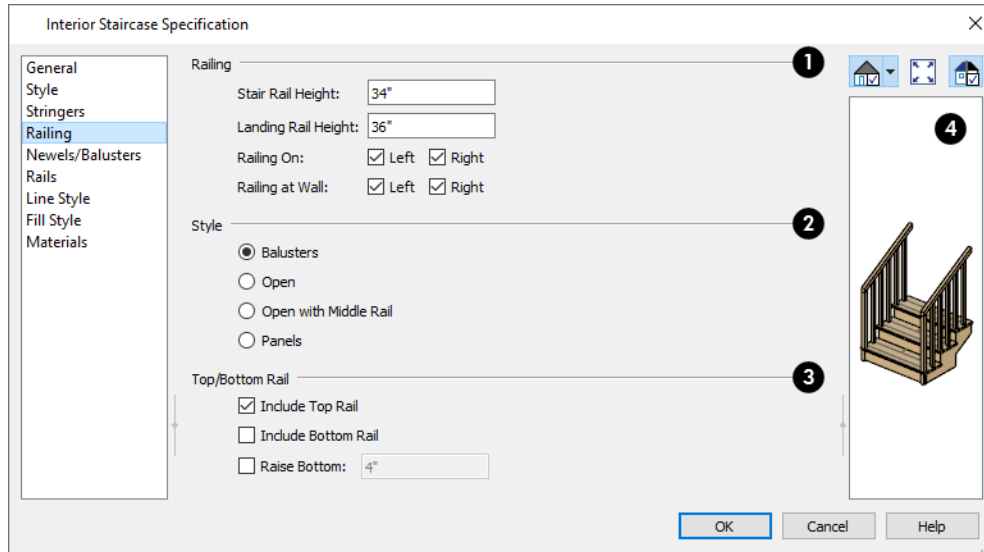 Interior Staircase Specification
General
Style
Stringers
Railing
Newels/Balusters
Rails
Line Style
Fill Style
Materials
Railing
1
Stair Rail Height: 34"
Landing Rail Height: 36"
Railing On: Left Right
Railing at Wall: Left Right
Style
2
Balusters
Open
Open with Middle Rail
Panels
Top/Bottom Rail
3
Include Top Rail
Include Bottom Rail
Raise Bottom: 4"
4
OK Cancel Help